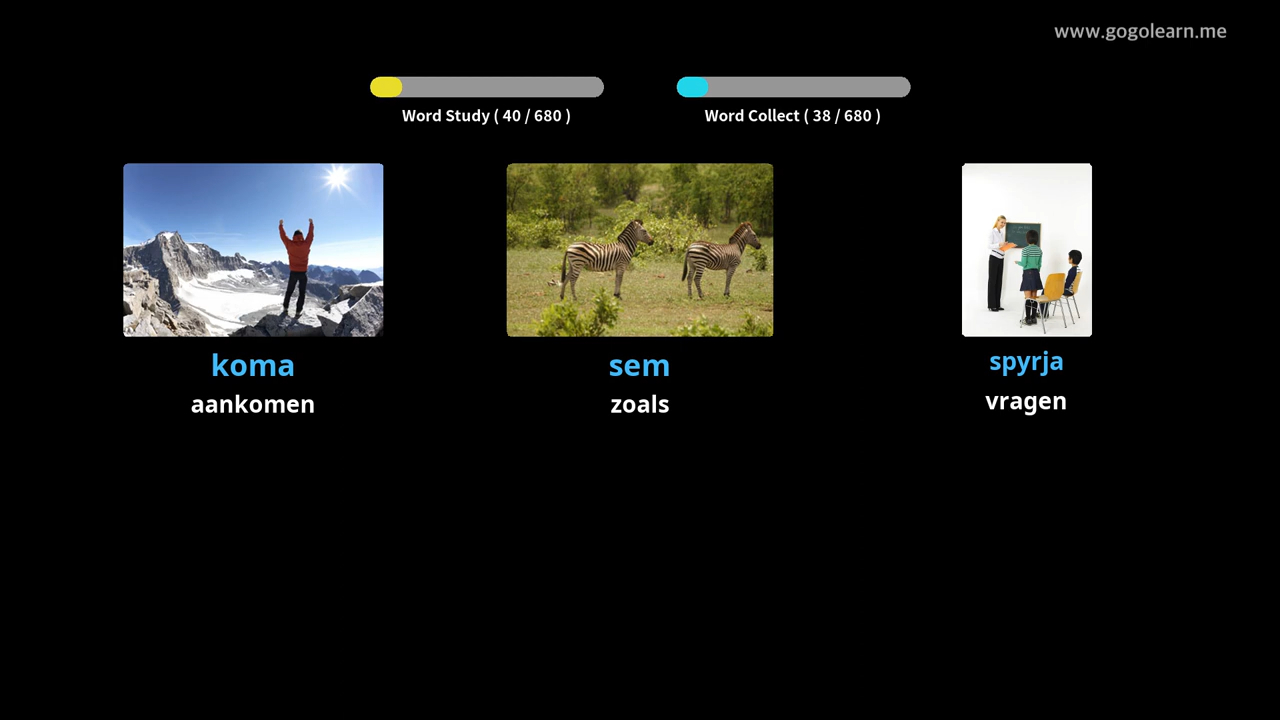 www.gogolearn.me
Word Study ( 40 / 680 )
Word Collect ( 38 / 680 )
koma
aankomen
sem
zoals
spyrja
vragen